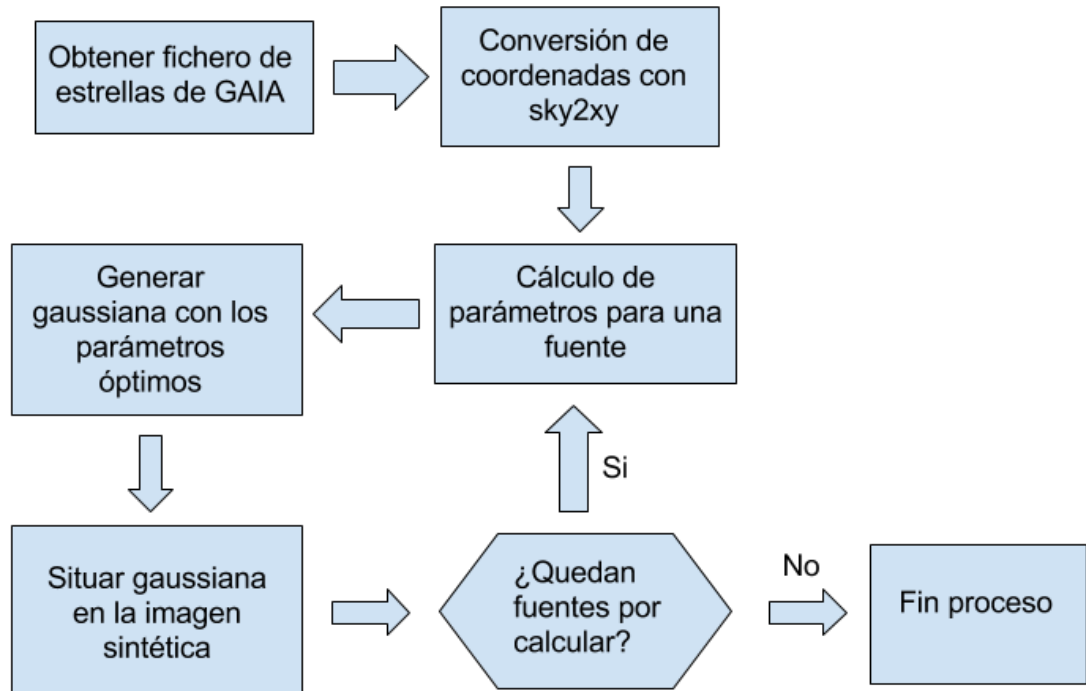 Obtener fichero de
estrellas de GAIA
Conversión de
coordenadas con
sky2xy
Cálculo de
parámetros para una
fuente
Generar
gaussiana con los
parámetros
óptimos
Situar gaussiana
en la imagen
sintética
¿Quedan
fuentes por
calcular?
Si
No
Fin proceso